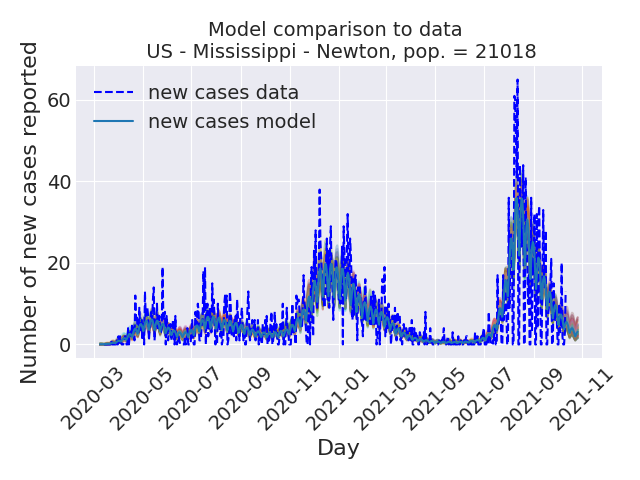 Model comparison to data
US - Mississippi - Newton, pop. = 21018
Number of new cases reported
new cases data
new cases model
60
40
20
0
2020-03
2020-05
2020-07
2020-09
2020-11
2021-01
2021-03
2021-05
2021-07
2021-09
2021-11
Day